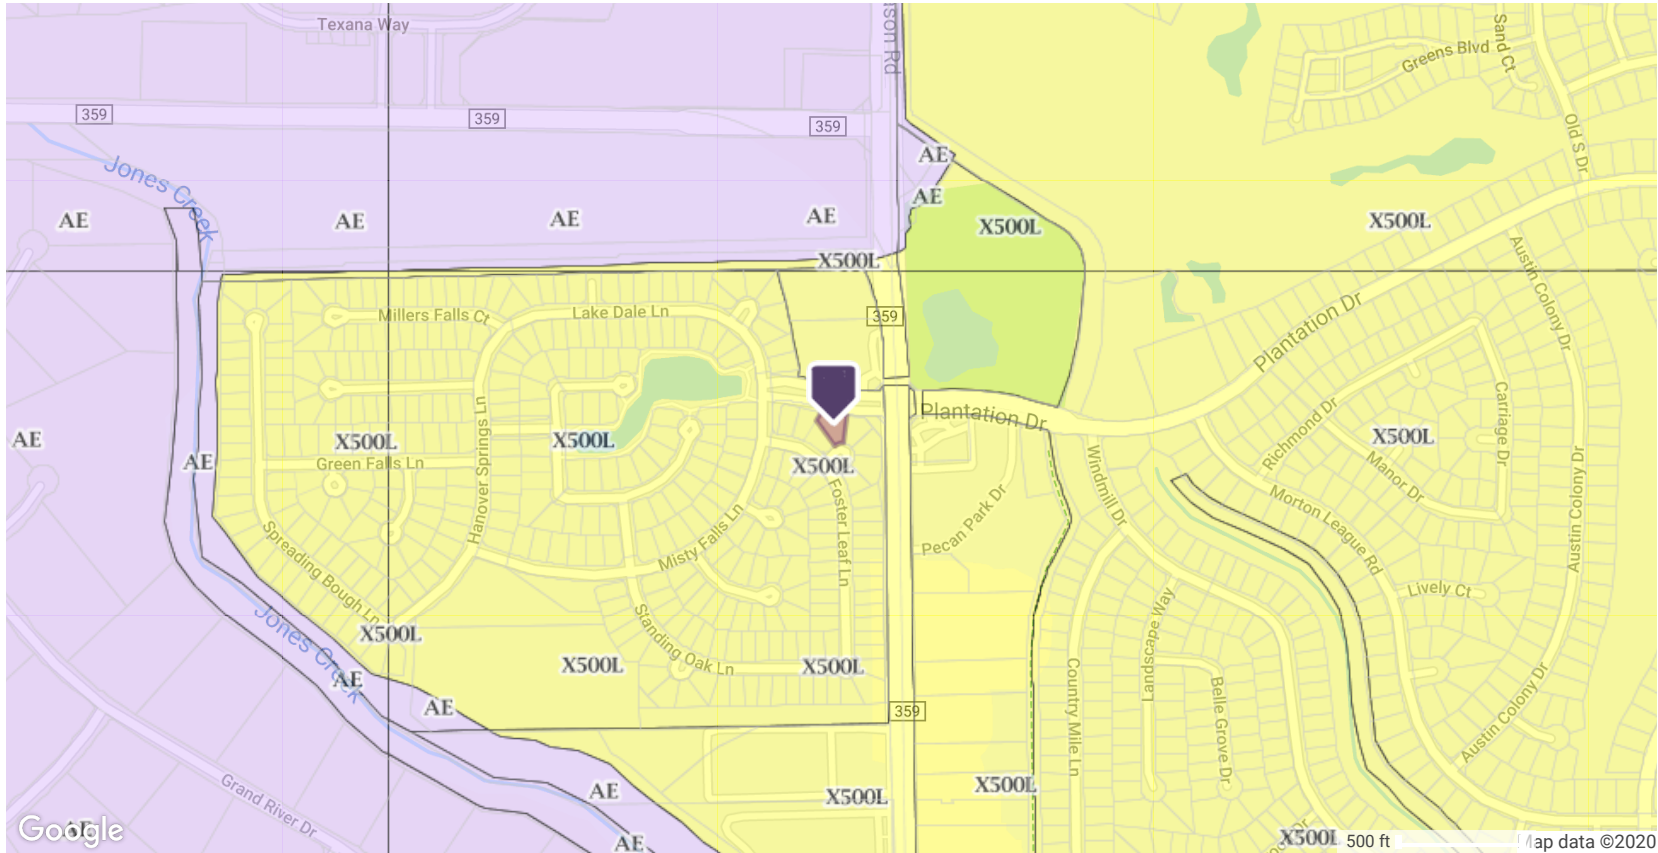 Texana Way
Sand Ct
Greens Blvd
Old S Dr
359
359
359
AE
Jones Creek
AE
AE
AE
AE
AE
X500L
X500L
X500L
Austin Colony Dr
Millers Falls Ct
Lake Dale Ln
359
Plantation Dr
Plantation Dr
Richmond Dr
Carriage Dr
AE
X500L
X500L
X500L
AE
Green Falls Ln
Hanover Springs Ln
X500L
Manor Dr
Windmill Dr
Foster Leaf Ln
Pecan Park Dr
Morton League Rd
Austin Colony Dr
Misty Falls Ln
Spreading Bough Ln
Lively Ct
Landscape Way
X500L
Jones Creek
X500L
Standing Oak Ln
X500L
AE
AE
359
Country Mile Ln
Belle Grove Dr
Austin Colony Dr
Grand River Dr
AE
X500L
X500L
Google
AE
AE
X500L
500 ft
Map data ©2020